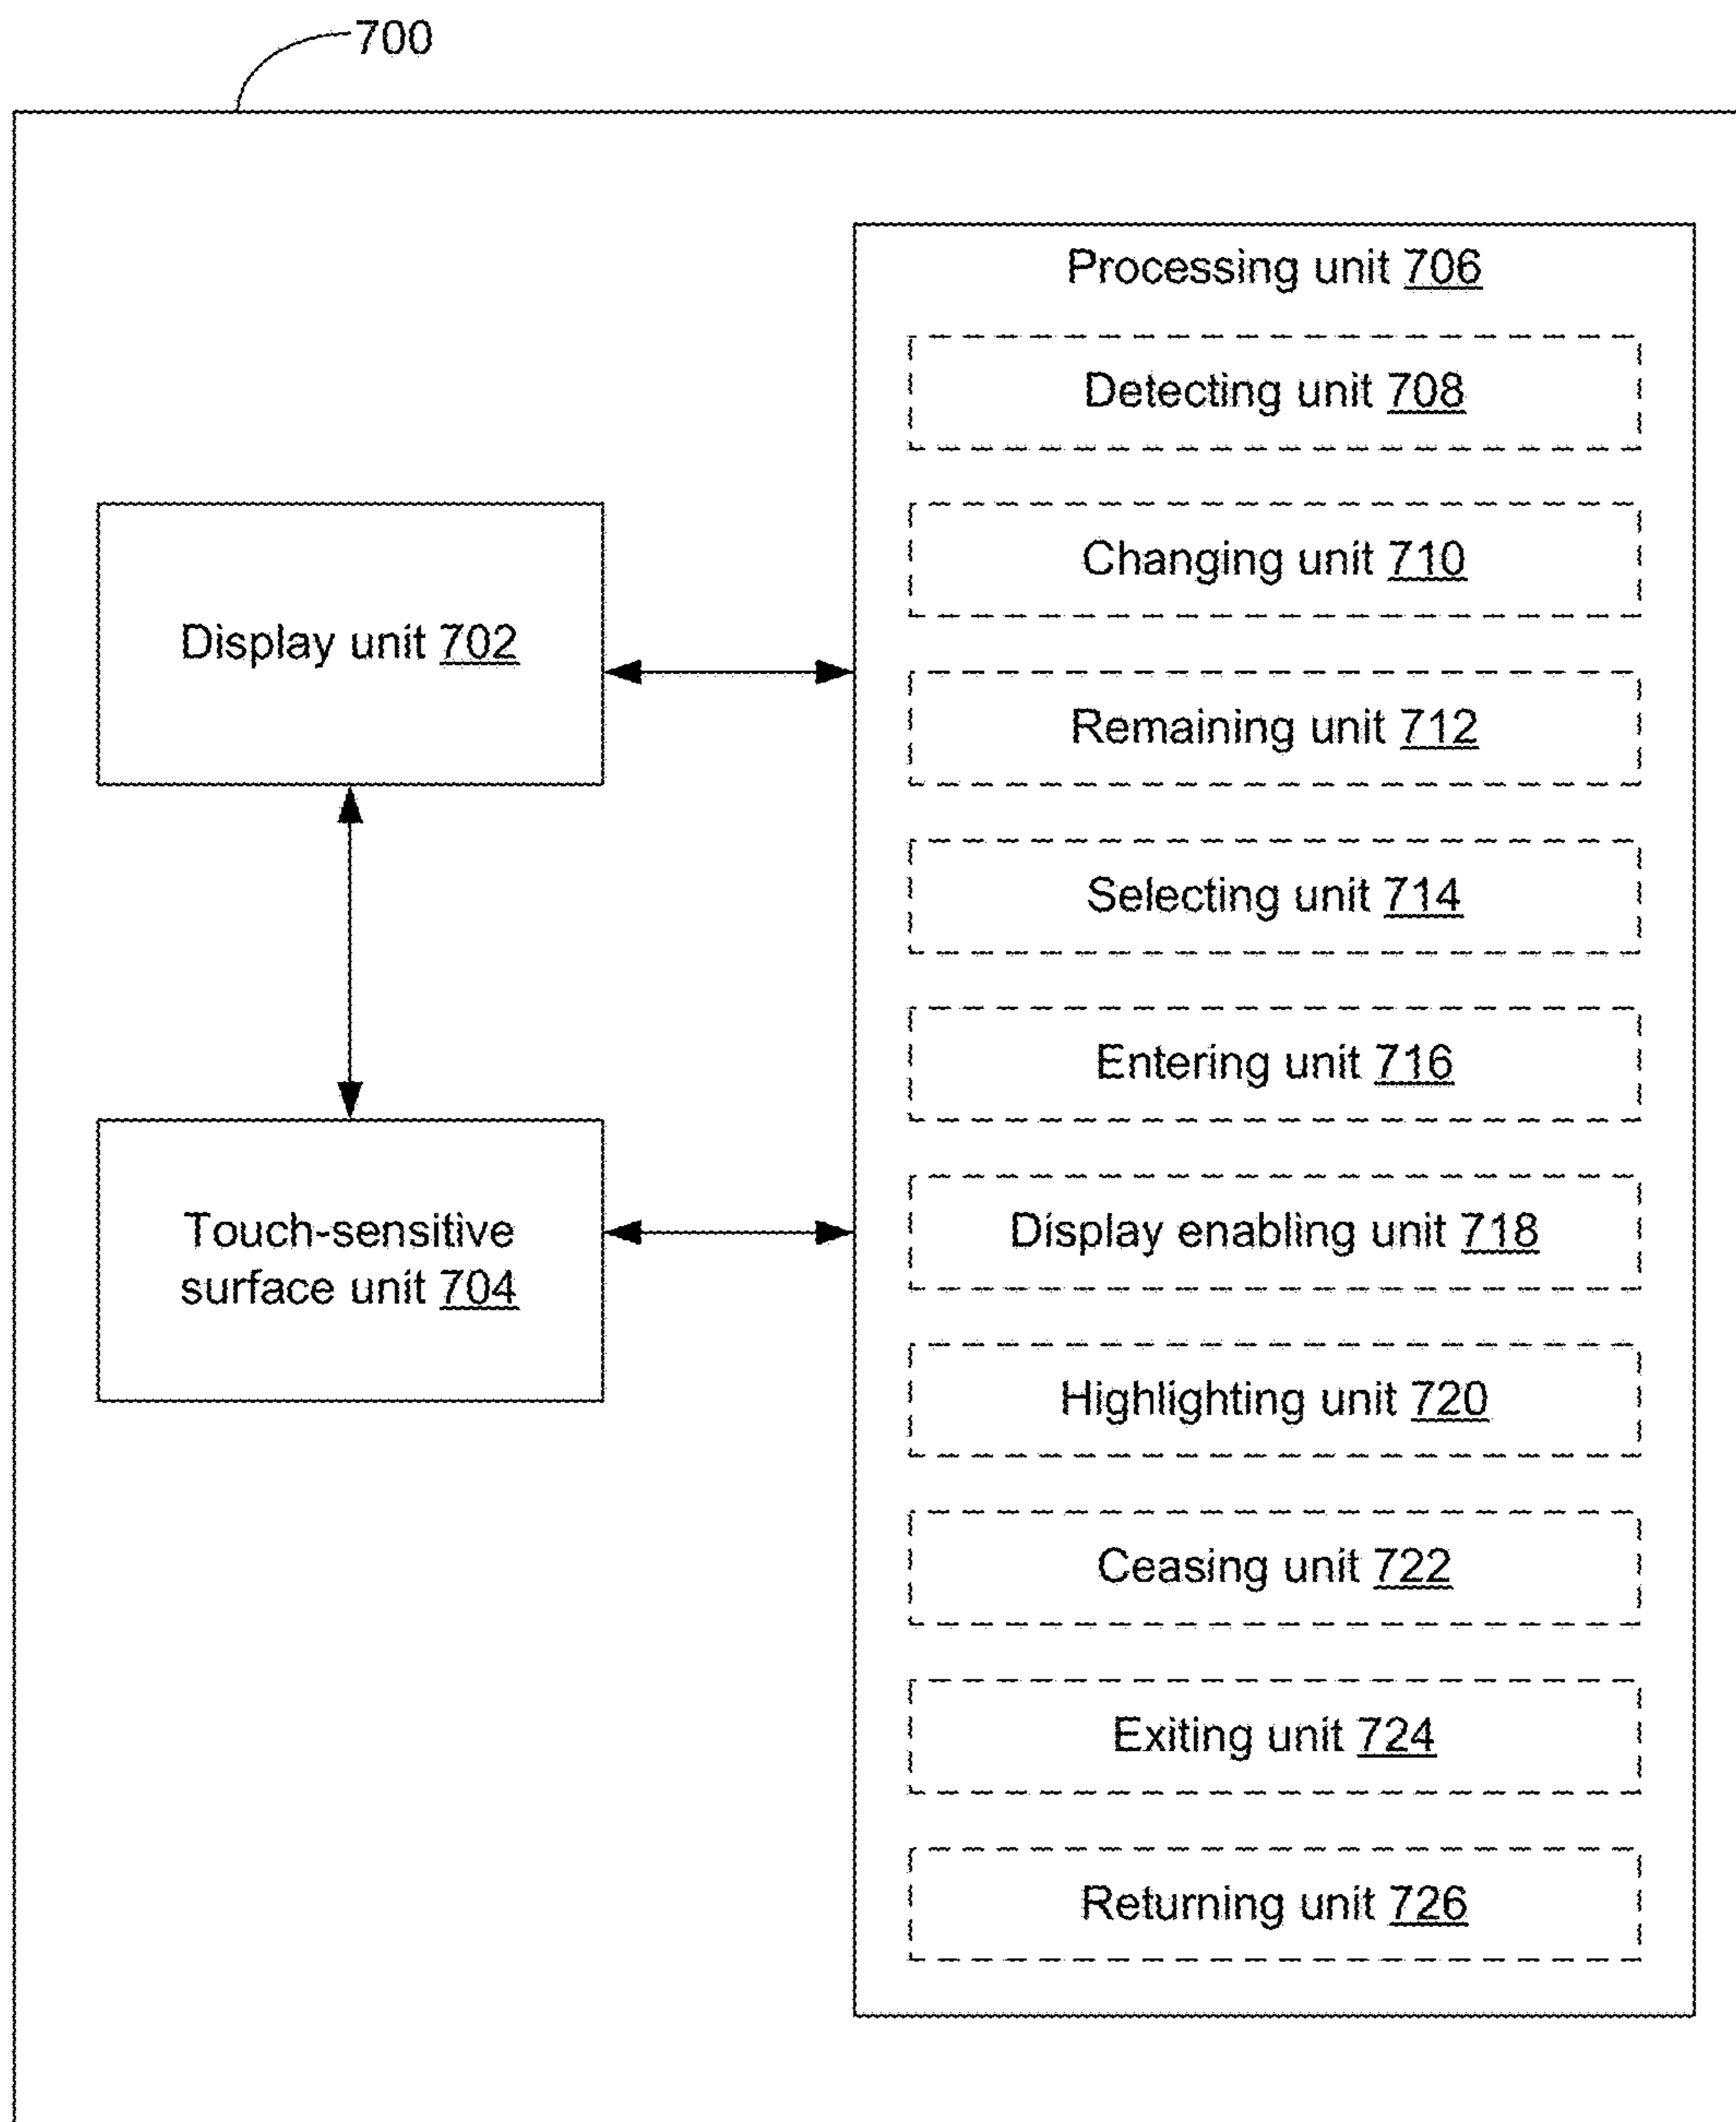 700
Processing unit 706
Detecting unit 708
Changing unit 710
Display unit 702
Remaining unit 712
Selecting unit 714
Entering unit 716
Touch-sensitive
surface unit 704
Display enabling unit 718
Highlighting unit 720
Ceasing unit 722
Exiting unit 724
Returning unit 726